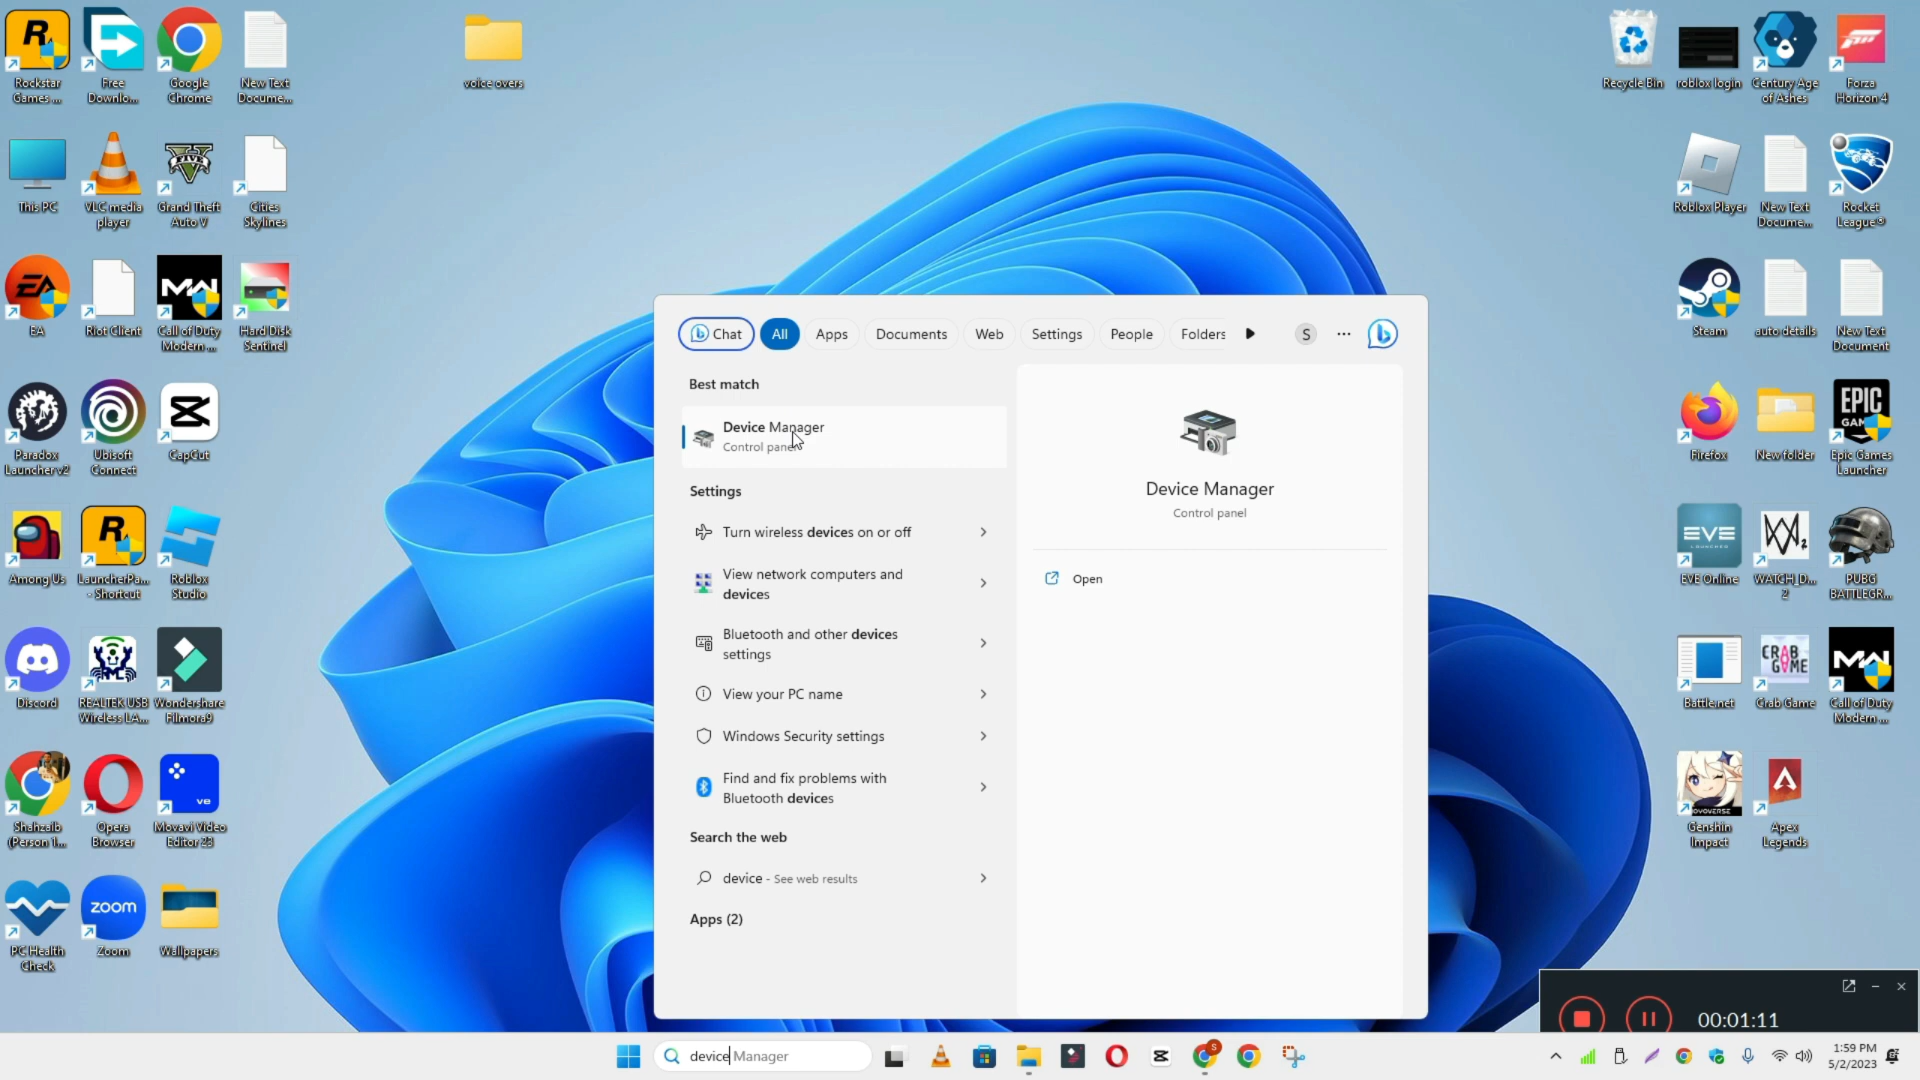 Rockstar
Games ...
Free
Downlo...
Google
Chrome
New Text
Docume...
voice overs
Recycle Bin
roblox login
Century Age
of Ashes
Forza
Horizon 4
This PC
VLC media
player
Grand Theft
Auto V
Cities
Skylines
Roblox Player
New Text
Docume...
Rocket
League®
EA
Riot Client
Call of Duty
Modern ...
Hard Disk
Sentinel
Steam
auto details
New Text
Document
Paradox
Launcher v2
Ubisoft
Connect
CapCut
Firefox
New folder
Epic Games
Launcher
Among Us
LauncherPa...
- Shortcut
Roblox
Studio
EVE Online
WATCH_D...
2
PUBG
BATTLEGR...
Discord
REALTEK USB
Wireless LA...
Wondershare
Filmora9
Battle.net
Crab Game
Call of Duty
Modern ...
Shahzaib
(Person 1...
Opera
Browser
Movavi Video
Editor 23
Genshin
Impact
Apex
Legends
PC Health
Check
Zoom
Wallpapers
EPIC
EVE
CRAB
GAME
zoom
Chat
All
Apps
Documents
Web
Settings
People
Folders
S
Best match
Device Manager
Control panel
Settings
Turn wireless devices on or off
View network computers and
devices
Bluetooth and other devices
settings
View your PC name
Windows Security settings
Find and fix problems with
Bluetooth devices
Search the web
device - See web results
Apps (2)
Device Manager
Control panel
Open
00:01:11
device Manager
1:59 PM
5/2/2023